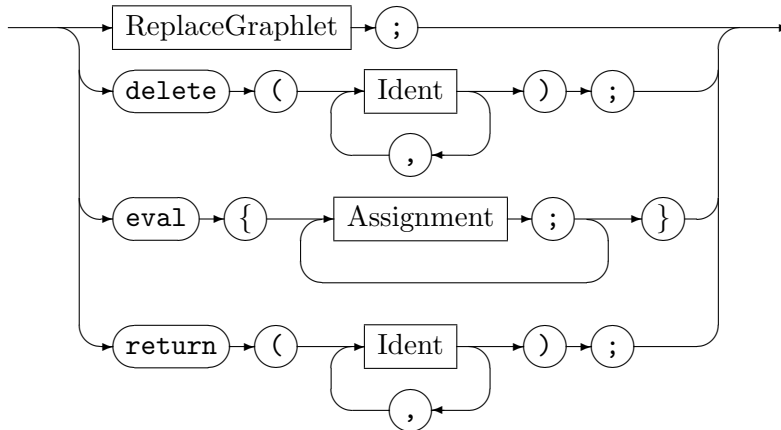 ReplaceGraphlet ;
delete ( Ident ) ;
,
eval { Assignment ; }
return ( Ident ) ;
,